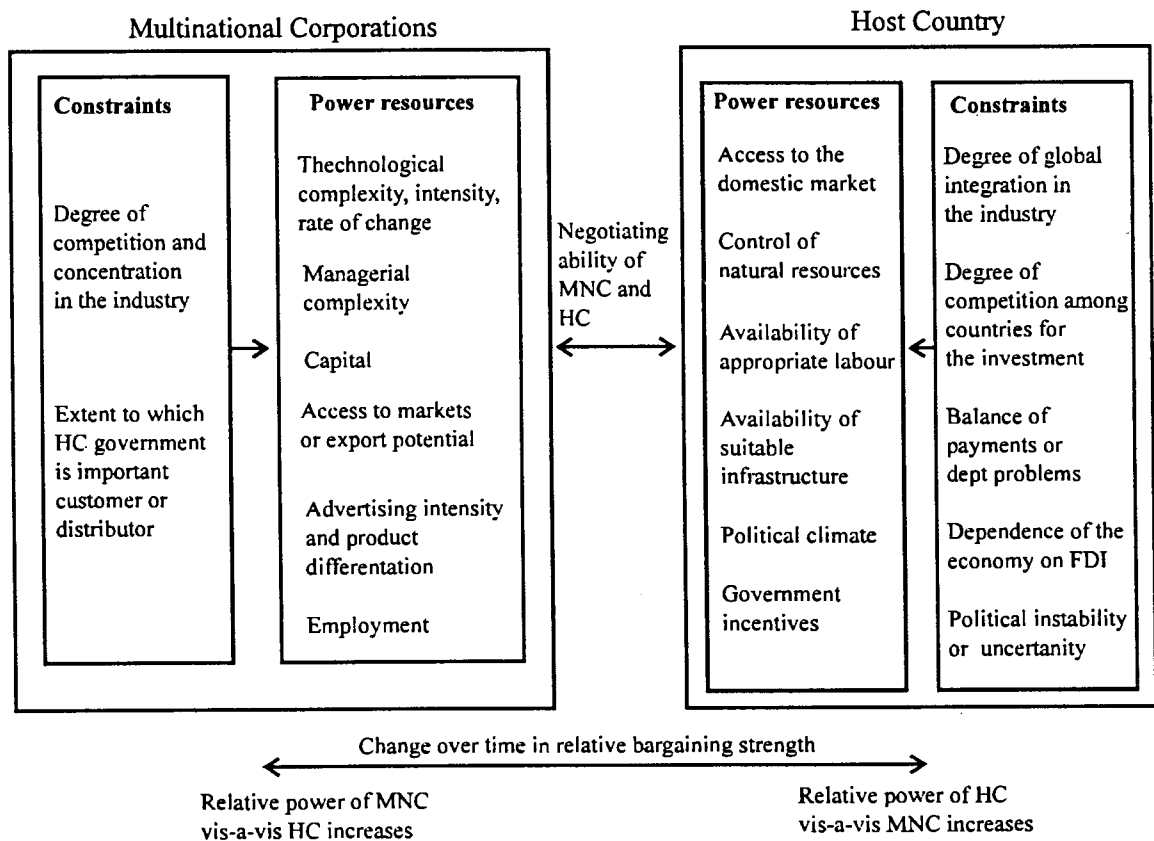 Multinational Corporations
Constraints
Degree of
competition and
concentration
in the industry
Extent to which
HC government
is important
customer or
distributor
Power resources
Thechnological
complexity, intensity,
rate of change
Managerial
complexity
Capital
Access to markets
or export potential
Advertising intensity
and product
differentation
Employment
Negotiating
ability of
MNC and
HC
Host Country
Power resources
Access to the
domestic market
Control of
natural resources
Availability of
appropriate labour
Availability of
suitable
infrastructure
Political climate
Government
incentives
Constraints
Degree of global
integration in
the industry
Degree of
competition among
countries for
the investment
Balance of
payments or
dept problems
Dependence of the
economy on FDI
Political instability
or uncertanity
Change over time in relative bargaining strength
Relative power of MNC
vis-a-vis HC increases
Relative power of HC
vis-a-vis MNC increases